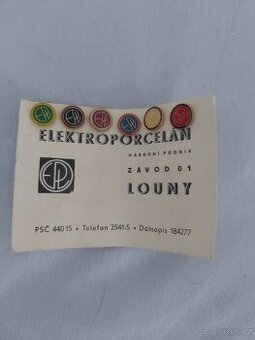 ELEKTROPORCELÁN
NÁRODNÍ PODNIK
ZÁVOD 01
LOUNY
PSČ 440 15 • Telefon 2541-5 • Dálnopis 184277